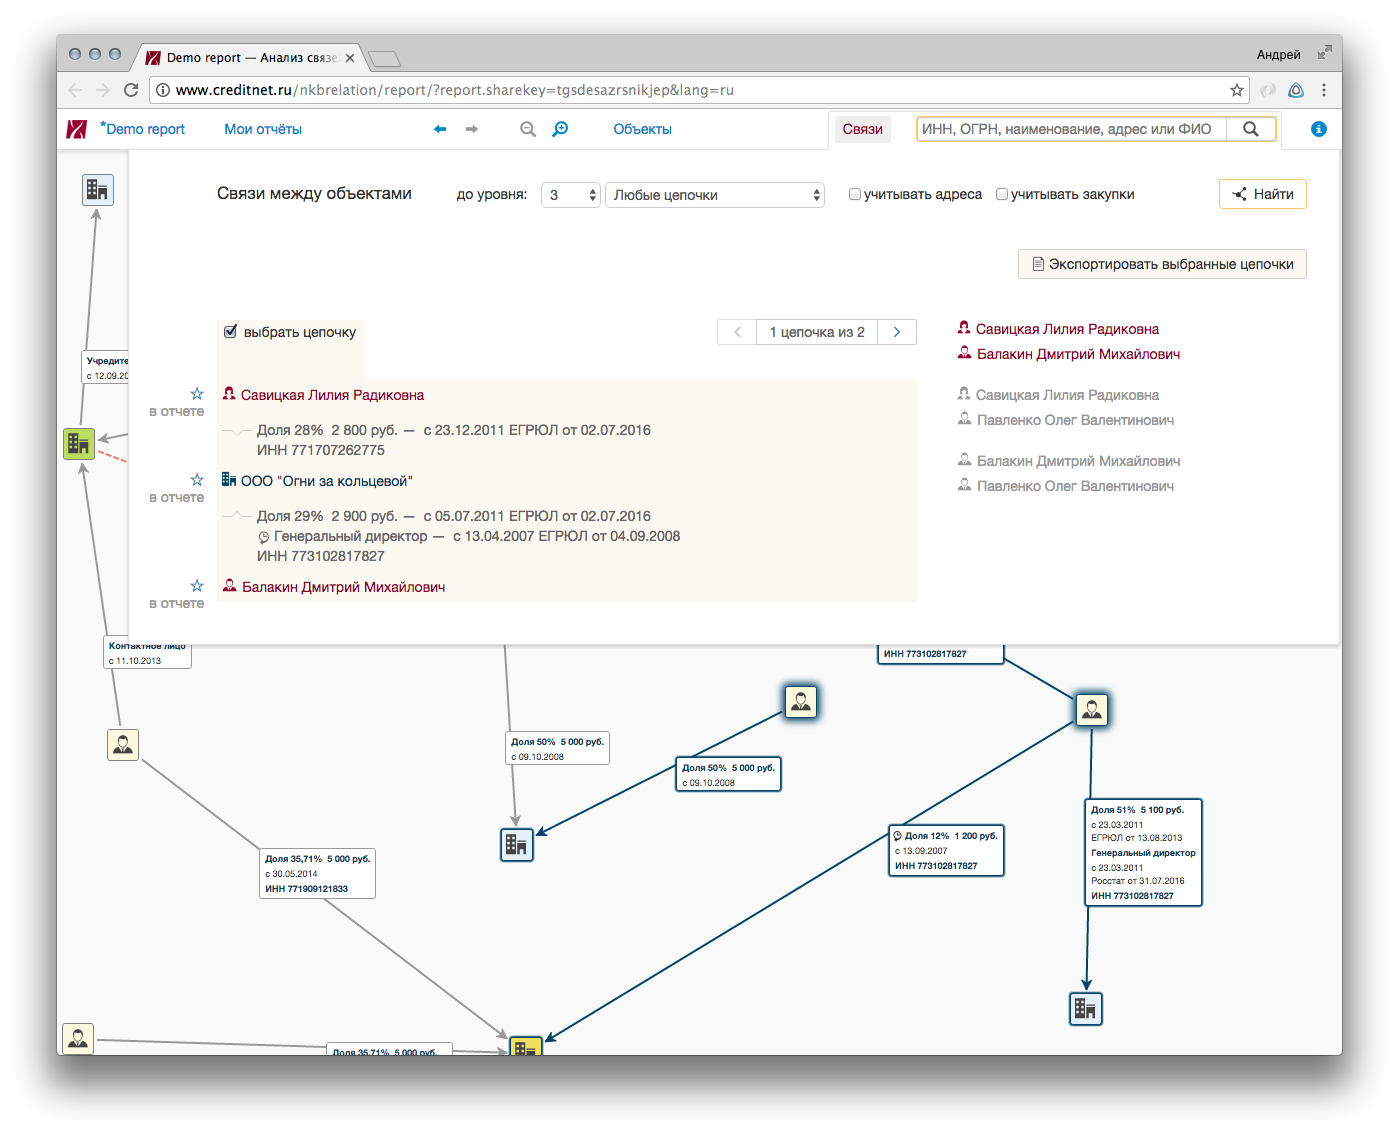 Demo report — Анализ связе
Андрей
www.creditnet.ru/nkbrelation/report/?report.sharekey=tgsdesazrsnikjep&lang=ru
*Demo report
Мои отчёты
Объекты
Связи
ИНН, ОГРН, наименование, адрес или ФИО
Связи между объектами
до уровня:
3
Любые цепочки
учитывать адреса
учитывать закупки
Найти
Экспортировать выбранные цепочки
выбрать цепочку
1 цепочка из 2
Савицкая Лилия Радиковна
Балакин Дмитрий Михайлович
Савицкая Лилия Радиковна
Павленко Олег Валентинович
Балакин Дмитрий Михайлович
Павленко Олег Валентинович
в отчете
Савицкая Лилия Радиковна
Доля 28% 2 800 руб. — с 23.12.2011 ЕГРЮЛ от 02.07.2016
ИНН 771707262775
в отчете
ООО "Огни за кольцевой"
Доля 29% 2 900 руб. — с 05.07.2011 ЕГРЮЛ от 02.07.2016
Генеральный директор — с 13.04.2007 ЕГРЮЛ от 04.09.2008
ИНН 773102817827
в отчете
Балакин Дмитрий Михайлович
Учредите
с 12.09.20
Контактное лицо
с 11.10.2013
ИНН 773102817827
Доля 50% 5 000 руб.
с 09.10.2008
Доля 50% 5 000 руб.
с 09.10.2008
Доля 51% 5 100 руб.
с 23.03.2011
ЕГРЮЛ от 13.08.2013
Генеральный директор
с 23.03.2011
Росстат от 31.07.2016
ИНН 773102817827
Доля 12% 1 200 руб.
с 13.09.2007
ИНН 773102817827
Доля 35,71% 5 000 руб.
с 30.05.2014
ИНН 771909121833
Доля 35,71% 5 000 руб.